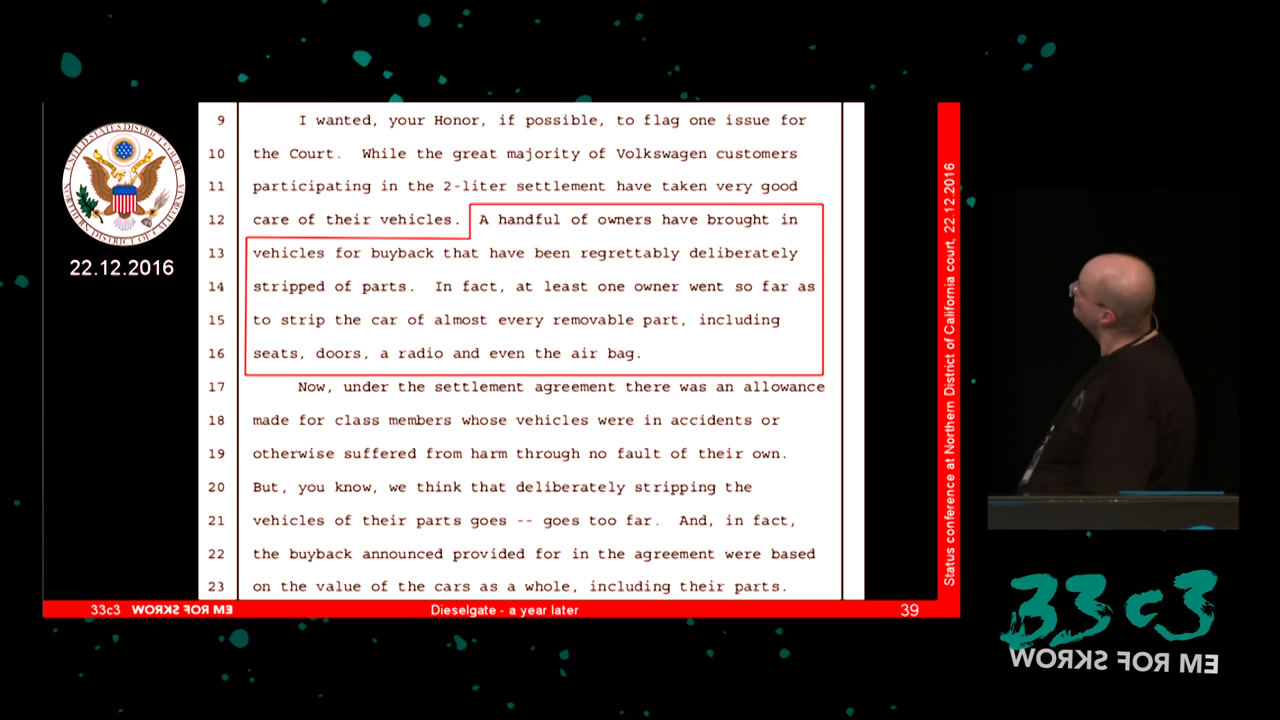 UNITED STATES DISTRICT COURT
NORTHERN DISTRICT OF CALIFORNIA
22.12.2016
9 I wanted, your Honor, if possible, to flag one issue for
10 the Court. While the great majority of Volkswagen customers
11 participating in the 2-liter settlement have taken very good
12 care of their vehicles. A handful of owners have brought in
13 vehicles for buyback that have been regrettably deliberately
14 stripped of parts. In fact, at least one owner went so far as
15 to strip the car of almost every removable part, including
16 seats, doors, a radio and even the air bag.
17 Now, under the settlement agreement there was an allowance
18 made for class members whose vehicles were in accidents or
19 otherwise suffered from harm through no fault of their own.
20 But, you know, we think that deliberately stripping the
21 vehicles of their parts goes -- goes too far. And, in fact,
22 the buyback announced provided for in the agreement were based
23 on the value of the cars as a whole, including their parts.
Status conference at Northern District of California court, 22.12.2016
33c3 WORKS FOR ME
Dieselgate - a year later
39
33c3
WORKS FOR ME